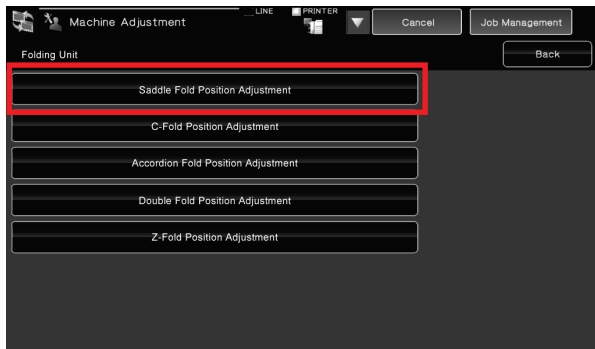 LINE PRINTER
Machine Adjustment Cancel Job Management
Folding Unit Back
Saddle Fold Position Adjustment
C-Fold Position Adjustment
Accordion Fold Position Adjustment
Double Fold Position Adjustment
Z-Fold Position Adjustment